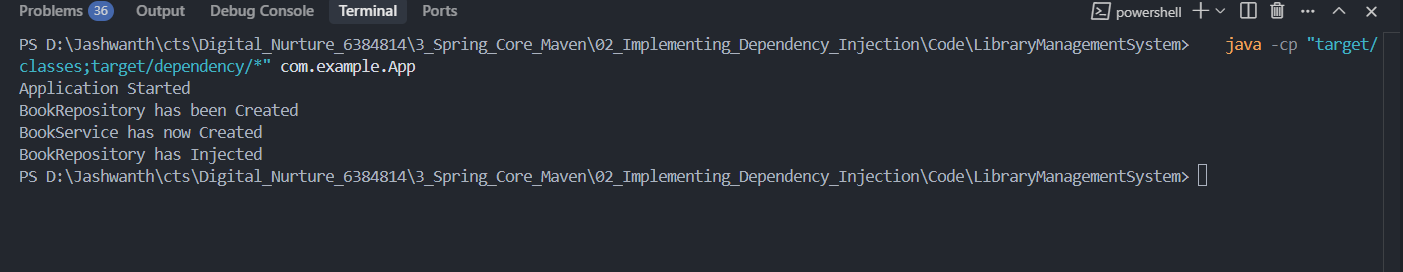 Problems 36 Output Debug Console Terminal Ports powershell
PS D:\Jashwanth\cts\Digital_Nurture_6384814\3_Spring_Core_Maven\02_Implementing_Dependency_Injection\Code\LibraryManagementSystem> java -cp "target/
classes;target/dependency/*" com.example.App
Application Started
BookRepository has been Created
BookService has now Created
BookRepository has Injected
PS D:\Jashwanth\cts\Digital_Nurture_6384814\3_Spring_Core_Maven\02_Implementing_Dependency_Injection\Code\LibraryManagementSystem>